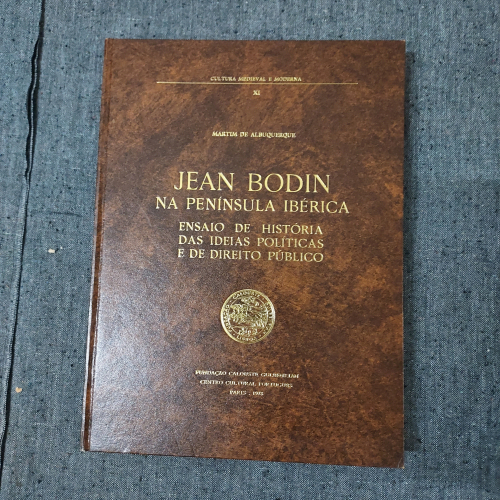 CULTURA MEDIEVAL E MODERNA
XI
MARTIM DE ALBUQUERQUE
JEAN BODIN
NA PENÍNSULA IBÉRICA
ENSAIO DE HISTÓRIA
DAS IDEIAS POLÍTICAS
E DE DIREITO PÚBLICO
FUNDAÇÃO CALOUSTE GULBENKIAN
CENTRO CULTURAL PORTUGUÊS
PARIS, 1978